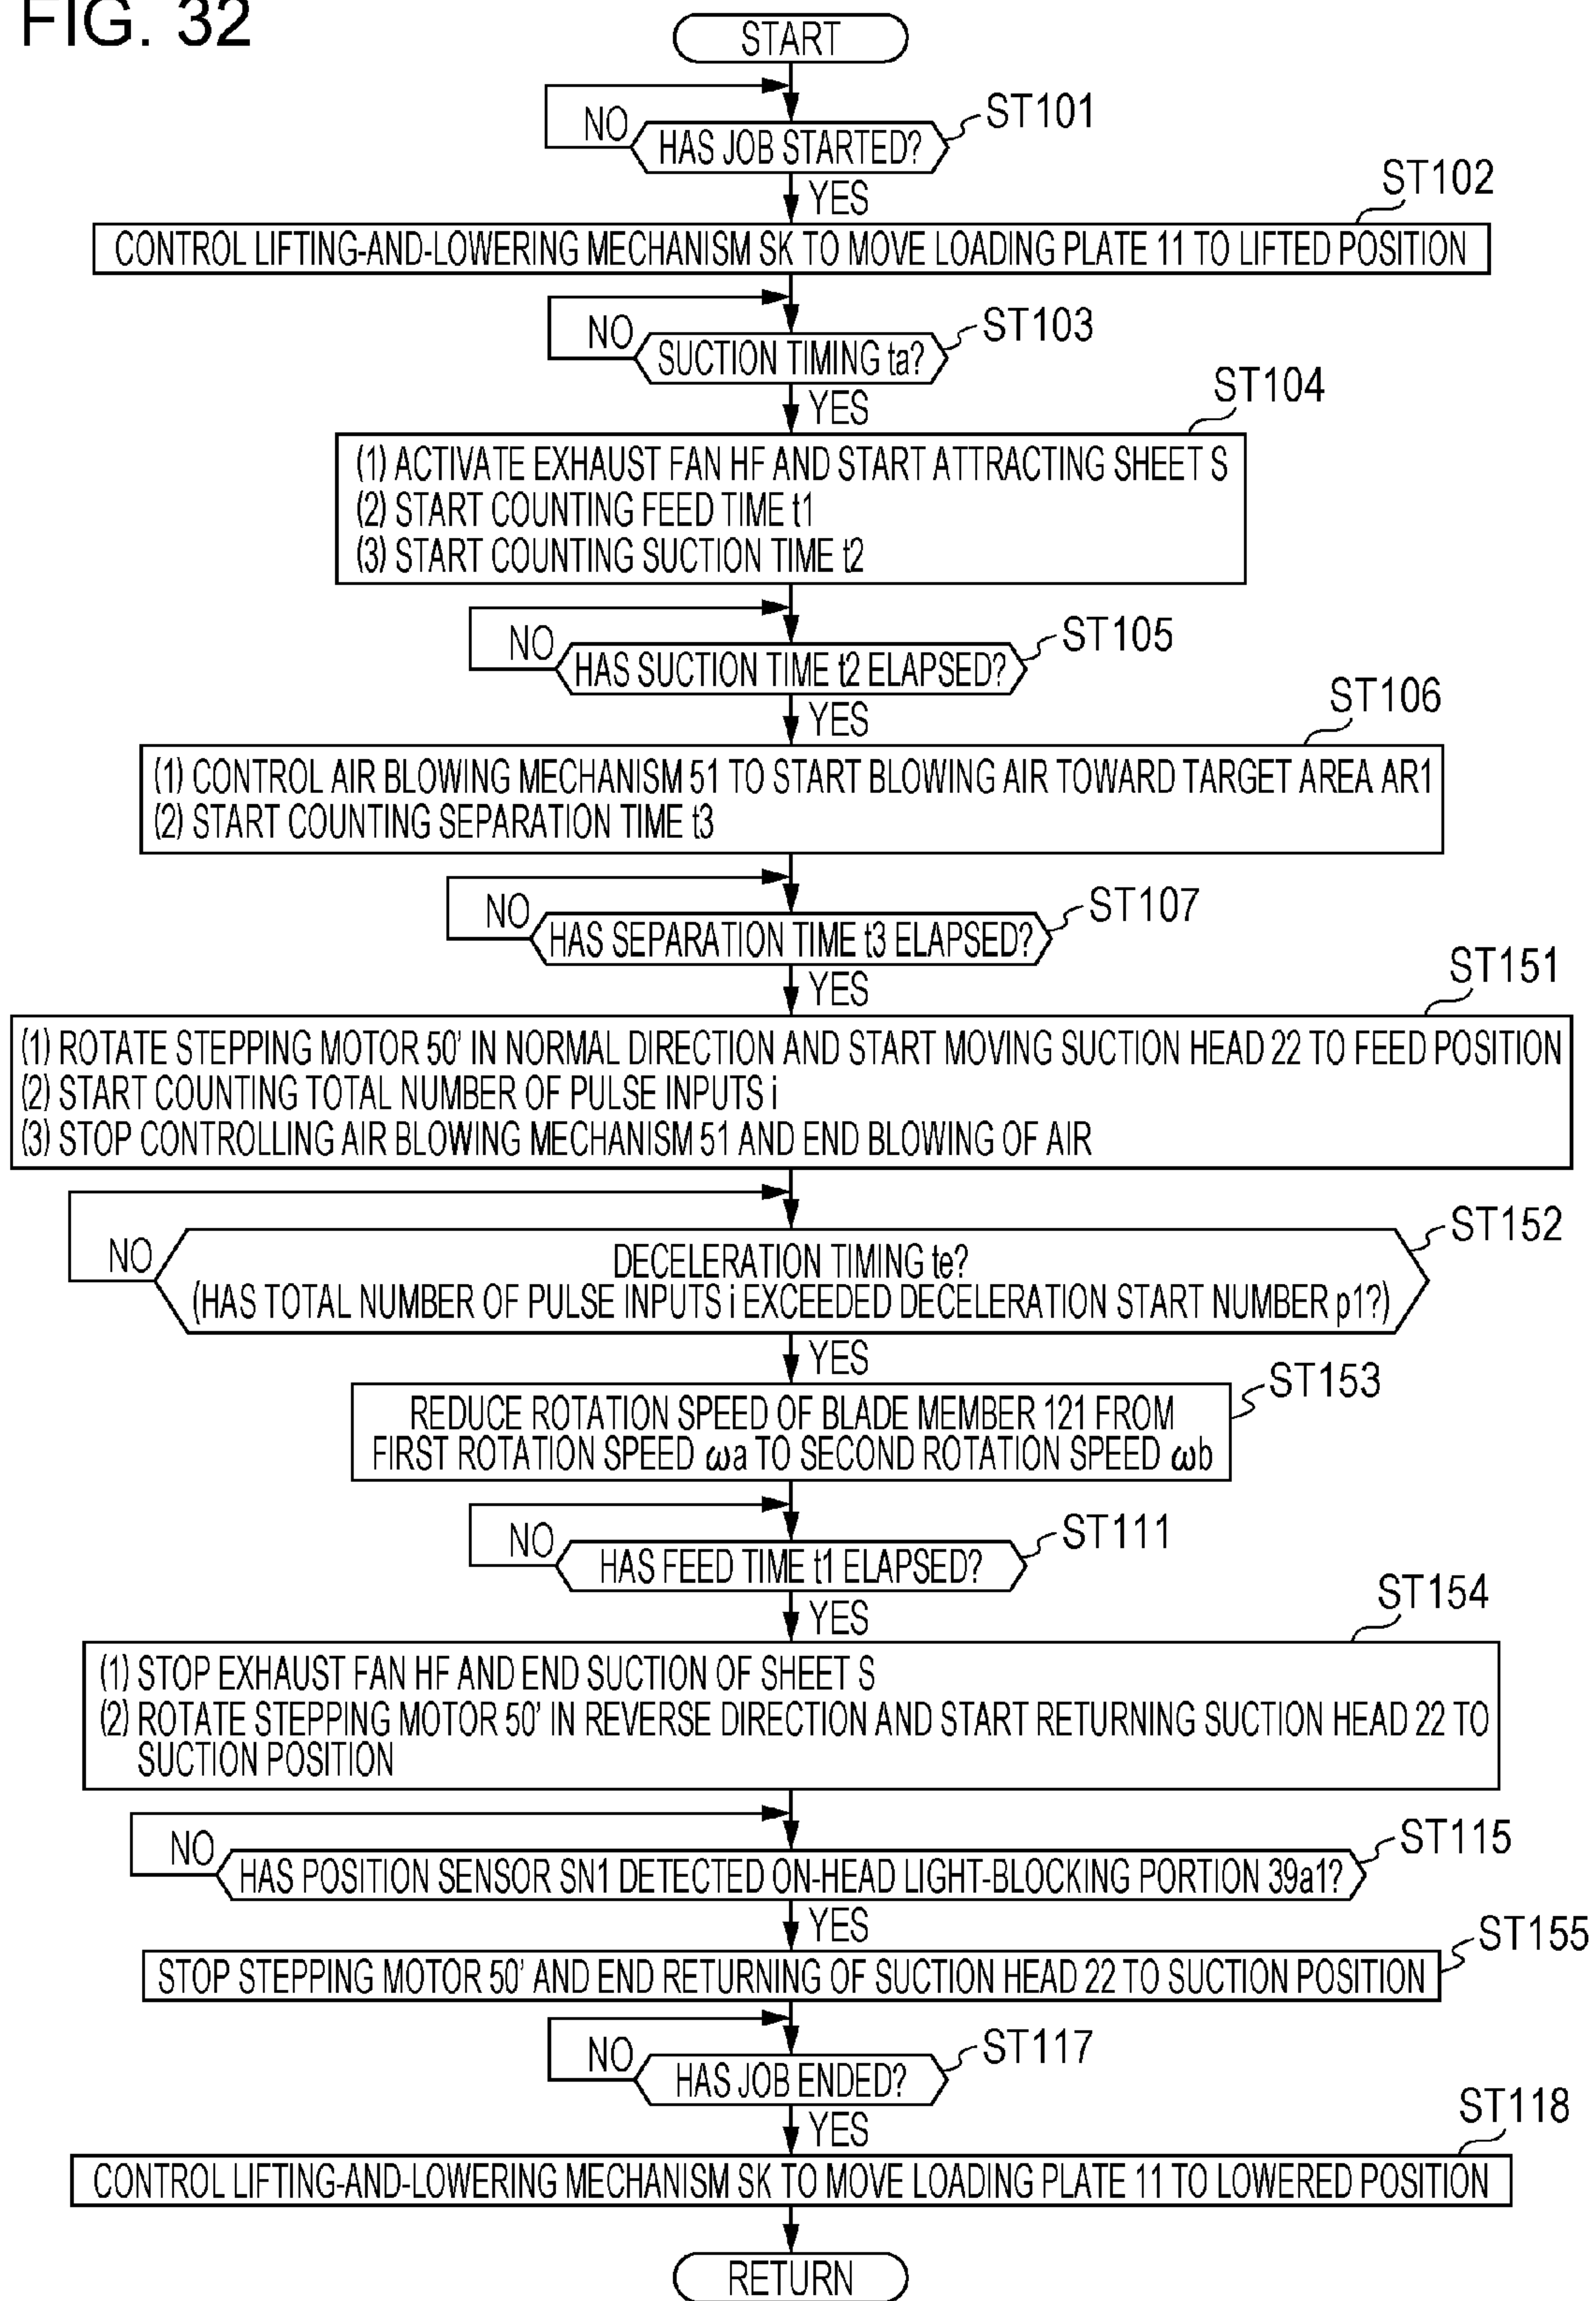 FIG. 32
START
NO
HAS JOB STARTED?
ST101
YES
ST102
CONTROL LIFTING-AND-LOWERING MECHANISM SK TO MOVE LOADING PLATE 11 TO LIFTED POSITION
NO
SUCTION TIMING ta?
ST103
YES
ST104
(1) ACTIVATE EXHAUST FAN HF AND START ATTRACTING SHEET S
(2) START COUNTING FEED TIME t1
(3) START COUNTING SUCTION TIME t2
NO
HAS SUCTION TIME t2 ELAPSED?
ST105
YES
ST106
(1) CONTROL AIR BLOWING MECHANISM 51 TO START BLOWING AIR TOWARD TARGET AREA AR1
(2) START COUNTING SEPARATION TIME t3
NO
HAS SEPARATION TIME t3 ELAPSED?
ST107
YES
ST151
(1) ROTATE STEPPING MOTOR 50' IN NORMAL DIRECTION AND START MOVING SUCTION HEAD 22 TO FEED POSITION
(2) START COUNTING TOTAL NUMBER OF PULSE INPUTS i
(3) STOP CONTROLLING AIR BLOWING MECHANISM 51 AND END BLOWING OF AIR
NO
DECELERATION TIMING te?
(HAS TOTAL NUMBER OF PULSE INPUTS i EXCEEDED DECELERATION START NUMBER p1?)
ST152
YES
ST153
REDUCE ROTATION SPEED OF BLADE MEMBER 121 FROM
FIRST ROTATION SPEED ωa TO SECOND ROTATION SPEED ωb
NO
HAS FEED TIME t1 ELAPSED?
ST111
YES
ST154
(1) STOP EXHAUST FAN HF AND END SUCTION OF SHEET S
(2) ROTATE STEPPING MOTOR 50' IN REVERSE DIRECTION AND START RETURNING SUCTION HEAD 22 TO
SUCTION POSITION
NO
HAS POSITION SENSOR SN1 DETECTED ON-HEAD LIGHT-BLOCKING PORTION 39a1?
ST115
YES
ST155
STOP STEPPING MOTOR 50' AND END RETURNING OF SUCTION HEAD 22 TO SUCTION POSITION
NO
HAS JOB ENDED?
ST117
YES
ST118
CONTROL LIFTING-AND-LOWERING MECHANISM SK TO MOVE LOADING PLATE 11 TO LOWERED POSITION
RETURN